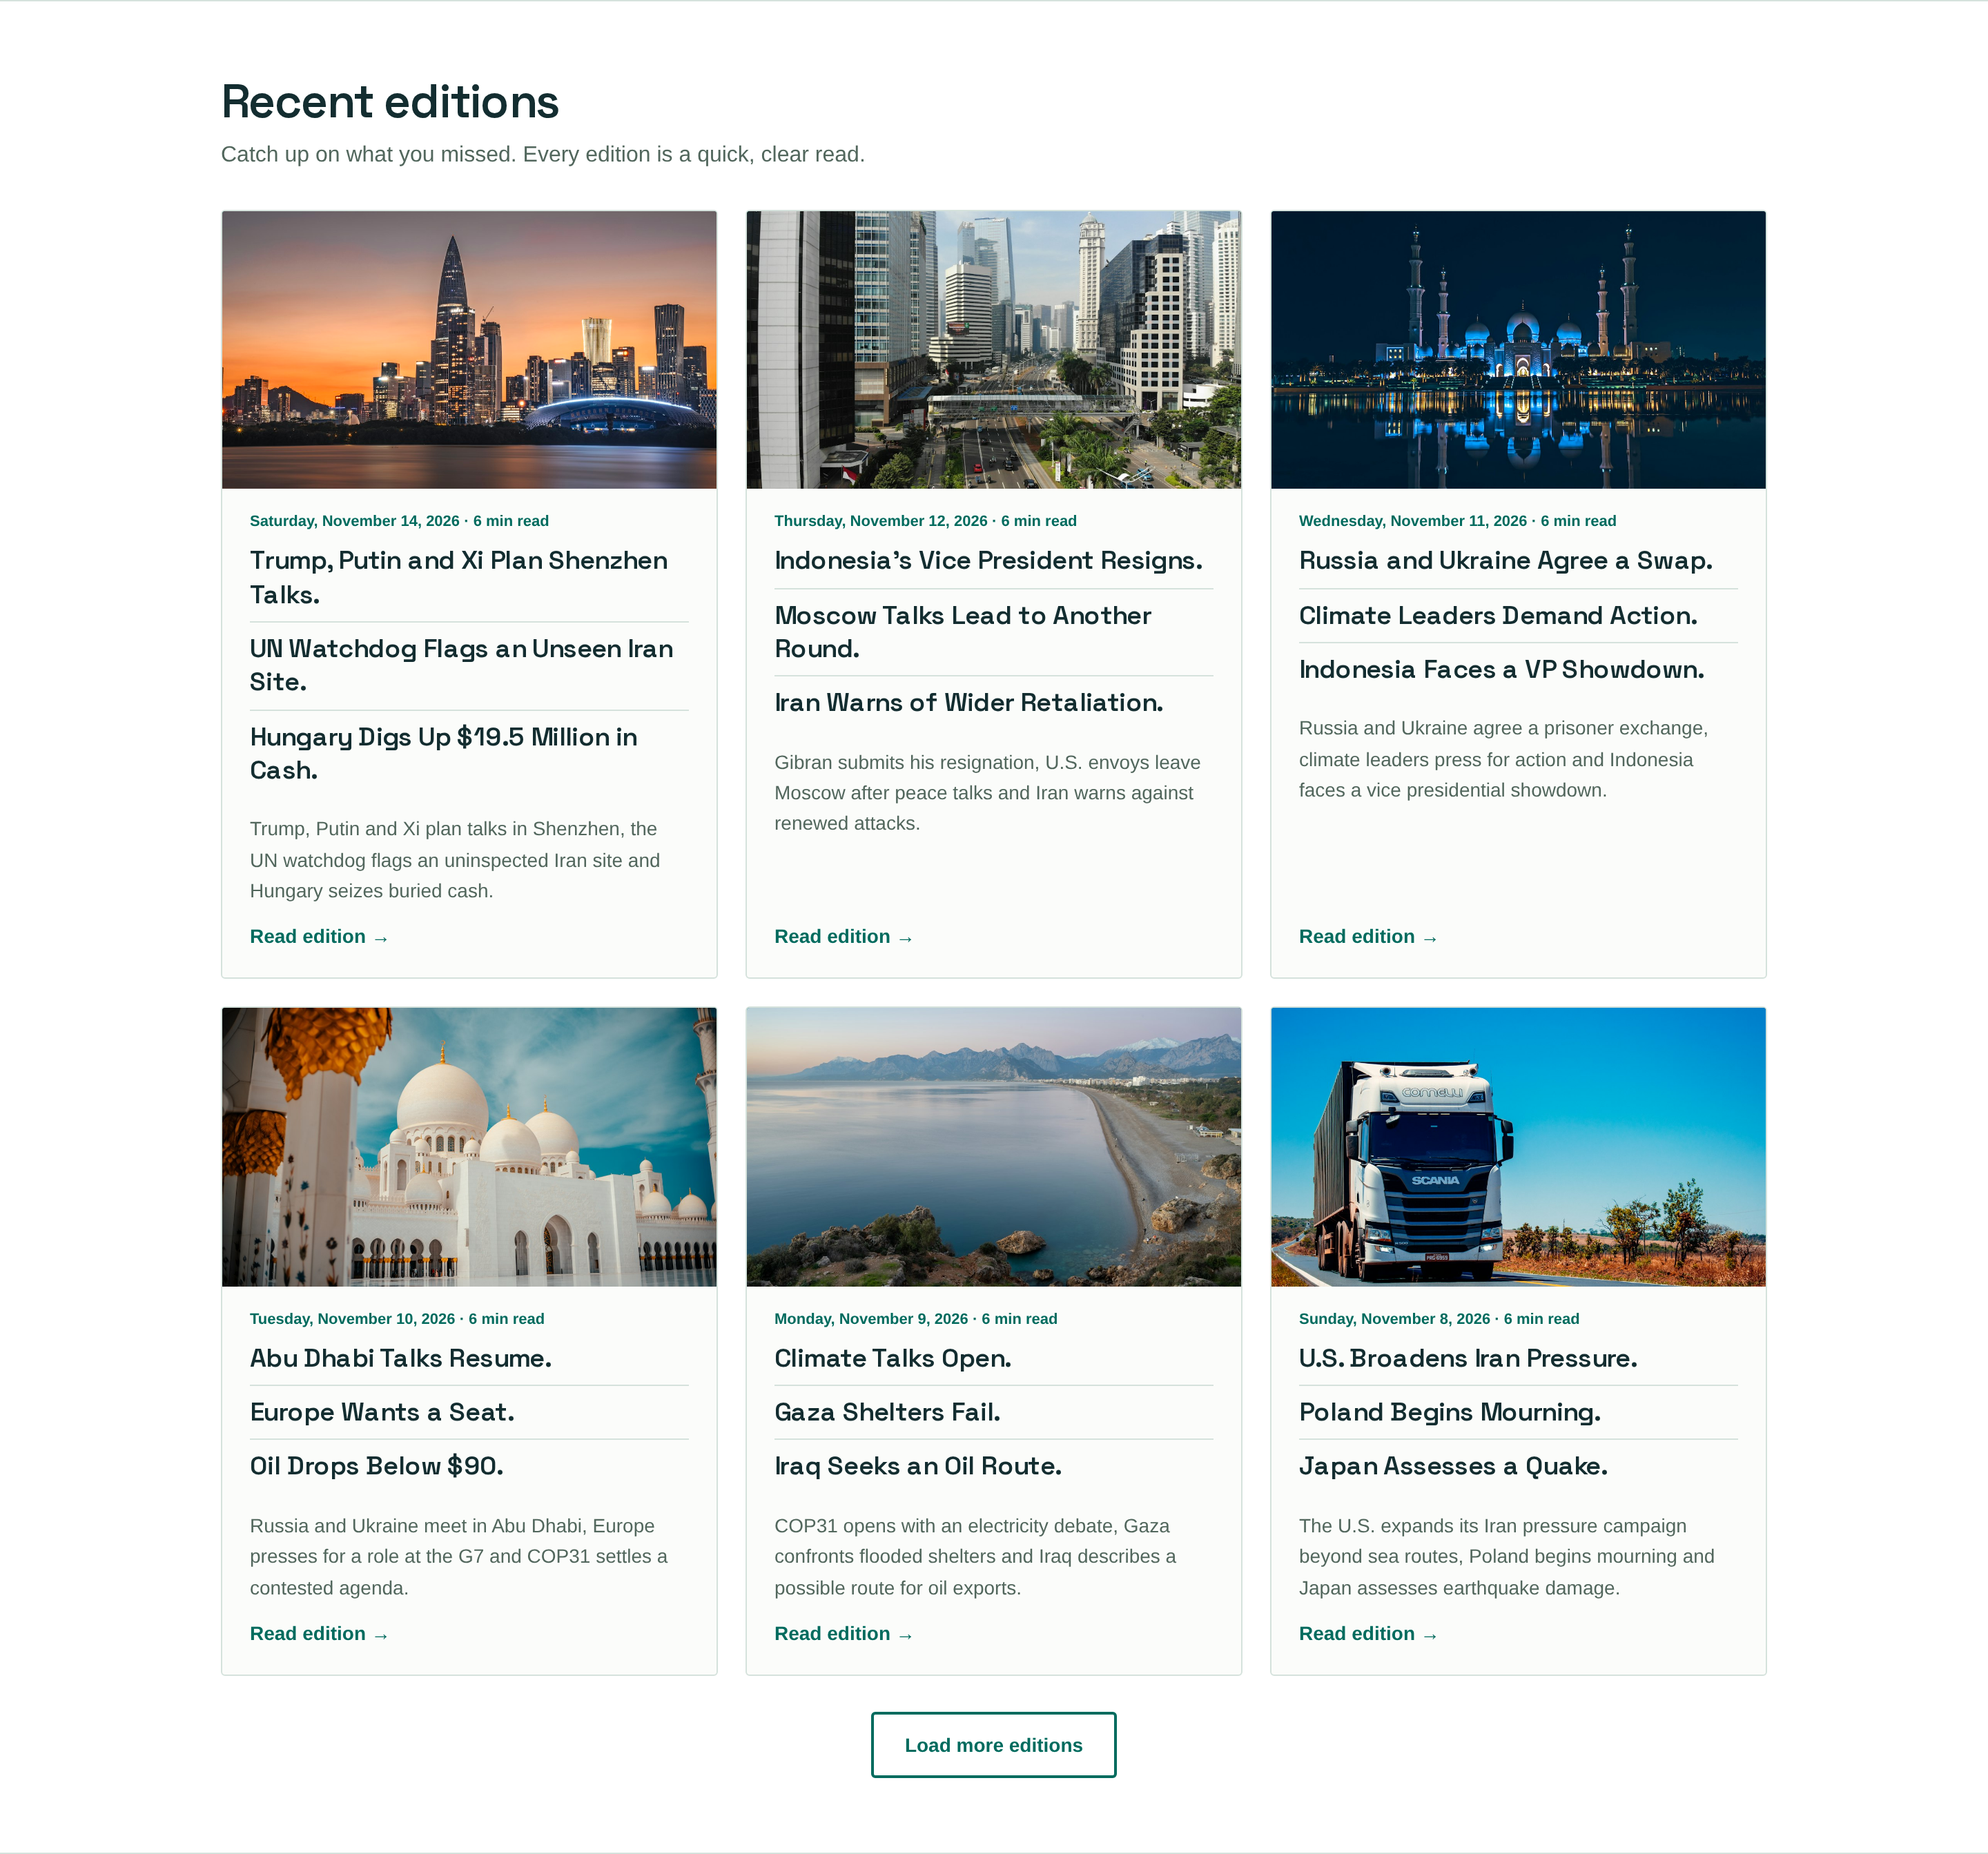 Recent editions
Catch up on what you missed. Every edition is a quick, clear read.
Saturday, November 14, 2026 · 6 min read
Trump, Putin and Xi Plan Shenzhen
Talks.
UN Watchdog Flags an Unseen Iran
Site.
Hungary Digs Up $19.5 Million in
Cash.
Trump, Putin and Xi plan talks in Shenzhen, the
UN watchdog flags an uninspected Iran site and
Hungary seizes buried cash.
Read edition →
Thursday, November 12, 2026 · 6 min read
Indonesia’s Vice President Resigns.
Moscow Talks Lead to Another
Round.
Iran Warns of Wider Retaliation.
Gibran submits his resignation, U.S. envoys leave
Moscow after peace talks and Iran warns against
renewed attacks.
Read edition →
Wednesday, November 11, 2026 · 6 min read
Russia and Ukraine Agree a Swap.
Climate Leaders Demand Action.
Indonesia Faces a VP Showdown.
Russia and Ukraine agree a prisoner exchange,
climate leaders press for action and Indonesia
faces a vice presidential showdown.
Read edition →
Tuesday, November 10, 2026 · 6 min read
Abu Dhabi Talks Resume.
Europe Wants a Seat.
Oil Drops Below $90.
Russia and Ukraine meet in Abu Dhabi, Europe
presses for a role at the G7 and COP31 settles a
contested agenda.
Read edition →
Monday, November 9, 2026 · 6 min read
Climate Talks Open.
Gaza Shelters Fail.
Iraq Seeks an Oil Route.
COP31 opens with an electricity debate, Gaza
confronts flooded shelters and Iraq describes a
possible route for oil exports.
Read edition →
SCANIA
Sunday, November 8, 2026 · 6 min read
U.S. Broadens Iran Pressure.
Poland Begins Mourning.
Japan Assesses a Quake.
The U.S. expands its Iran pressure campaign
beyond sea routes, Poland begins mourning and
Japan assesses earthquake damage.
Read edition →
Load more editions